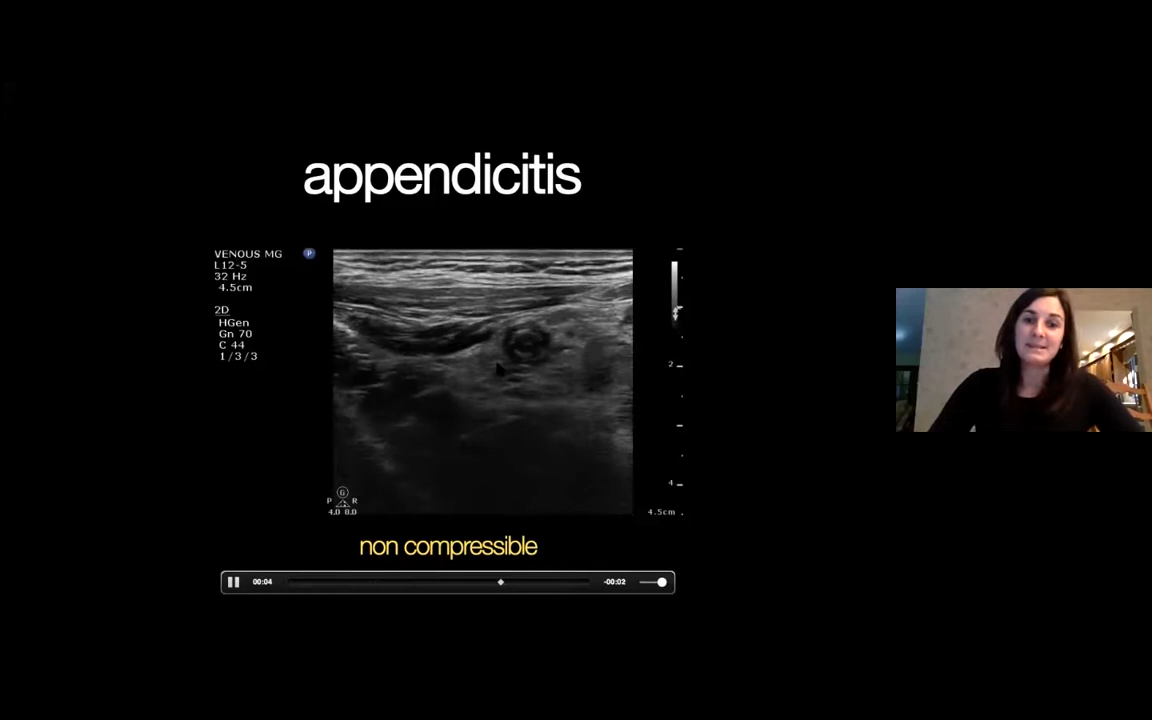 appendicitis
VENOUS MG
P
L12-5
32 Hz
4.5cm
2D
HGen
Gn 70
C 44
1/3/3
2
4
4.5cm
G
P R
4.0 8.0
non compressible
00:04
-00:02